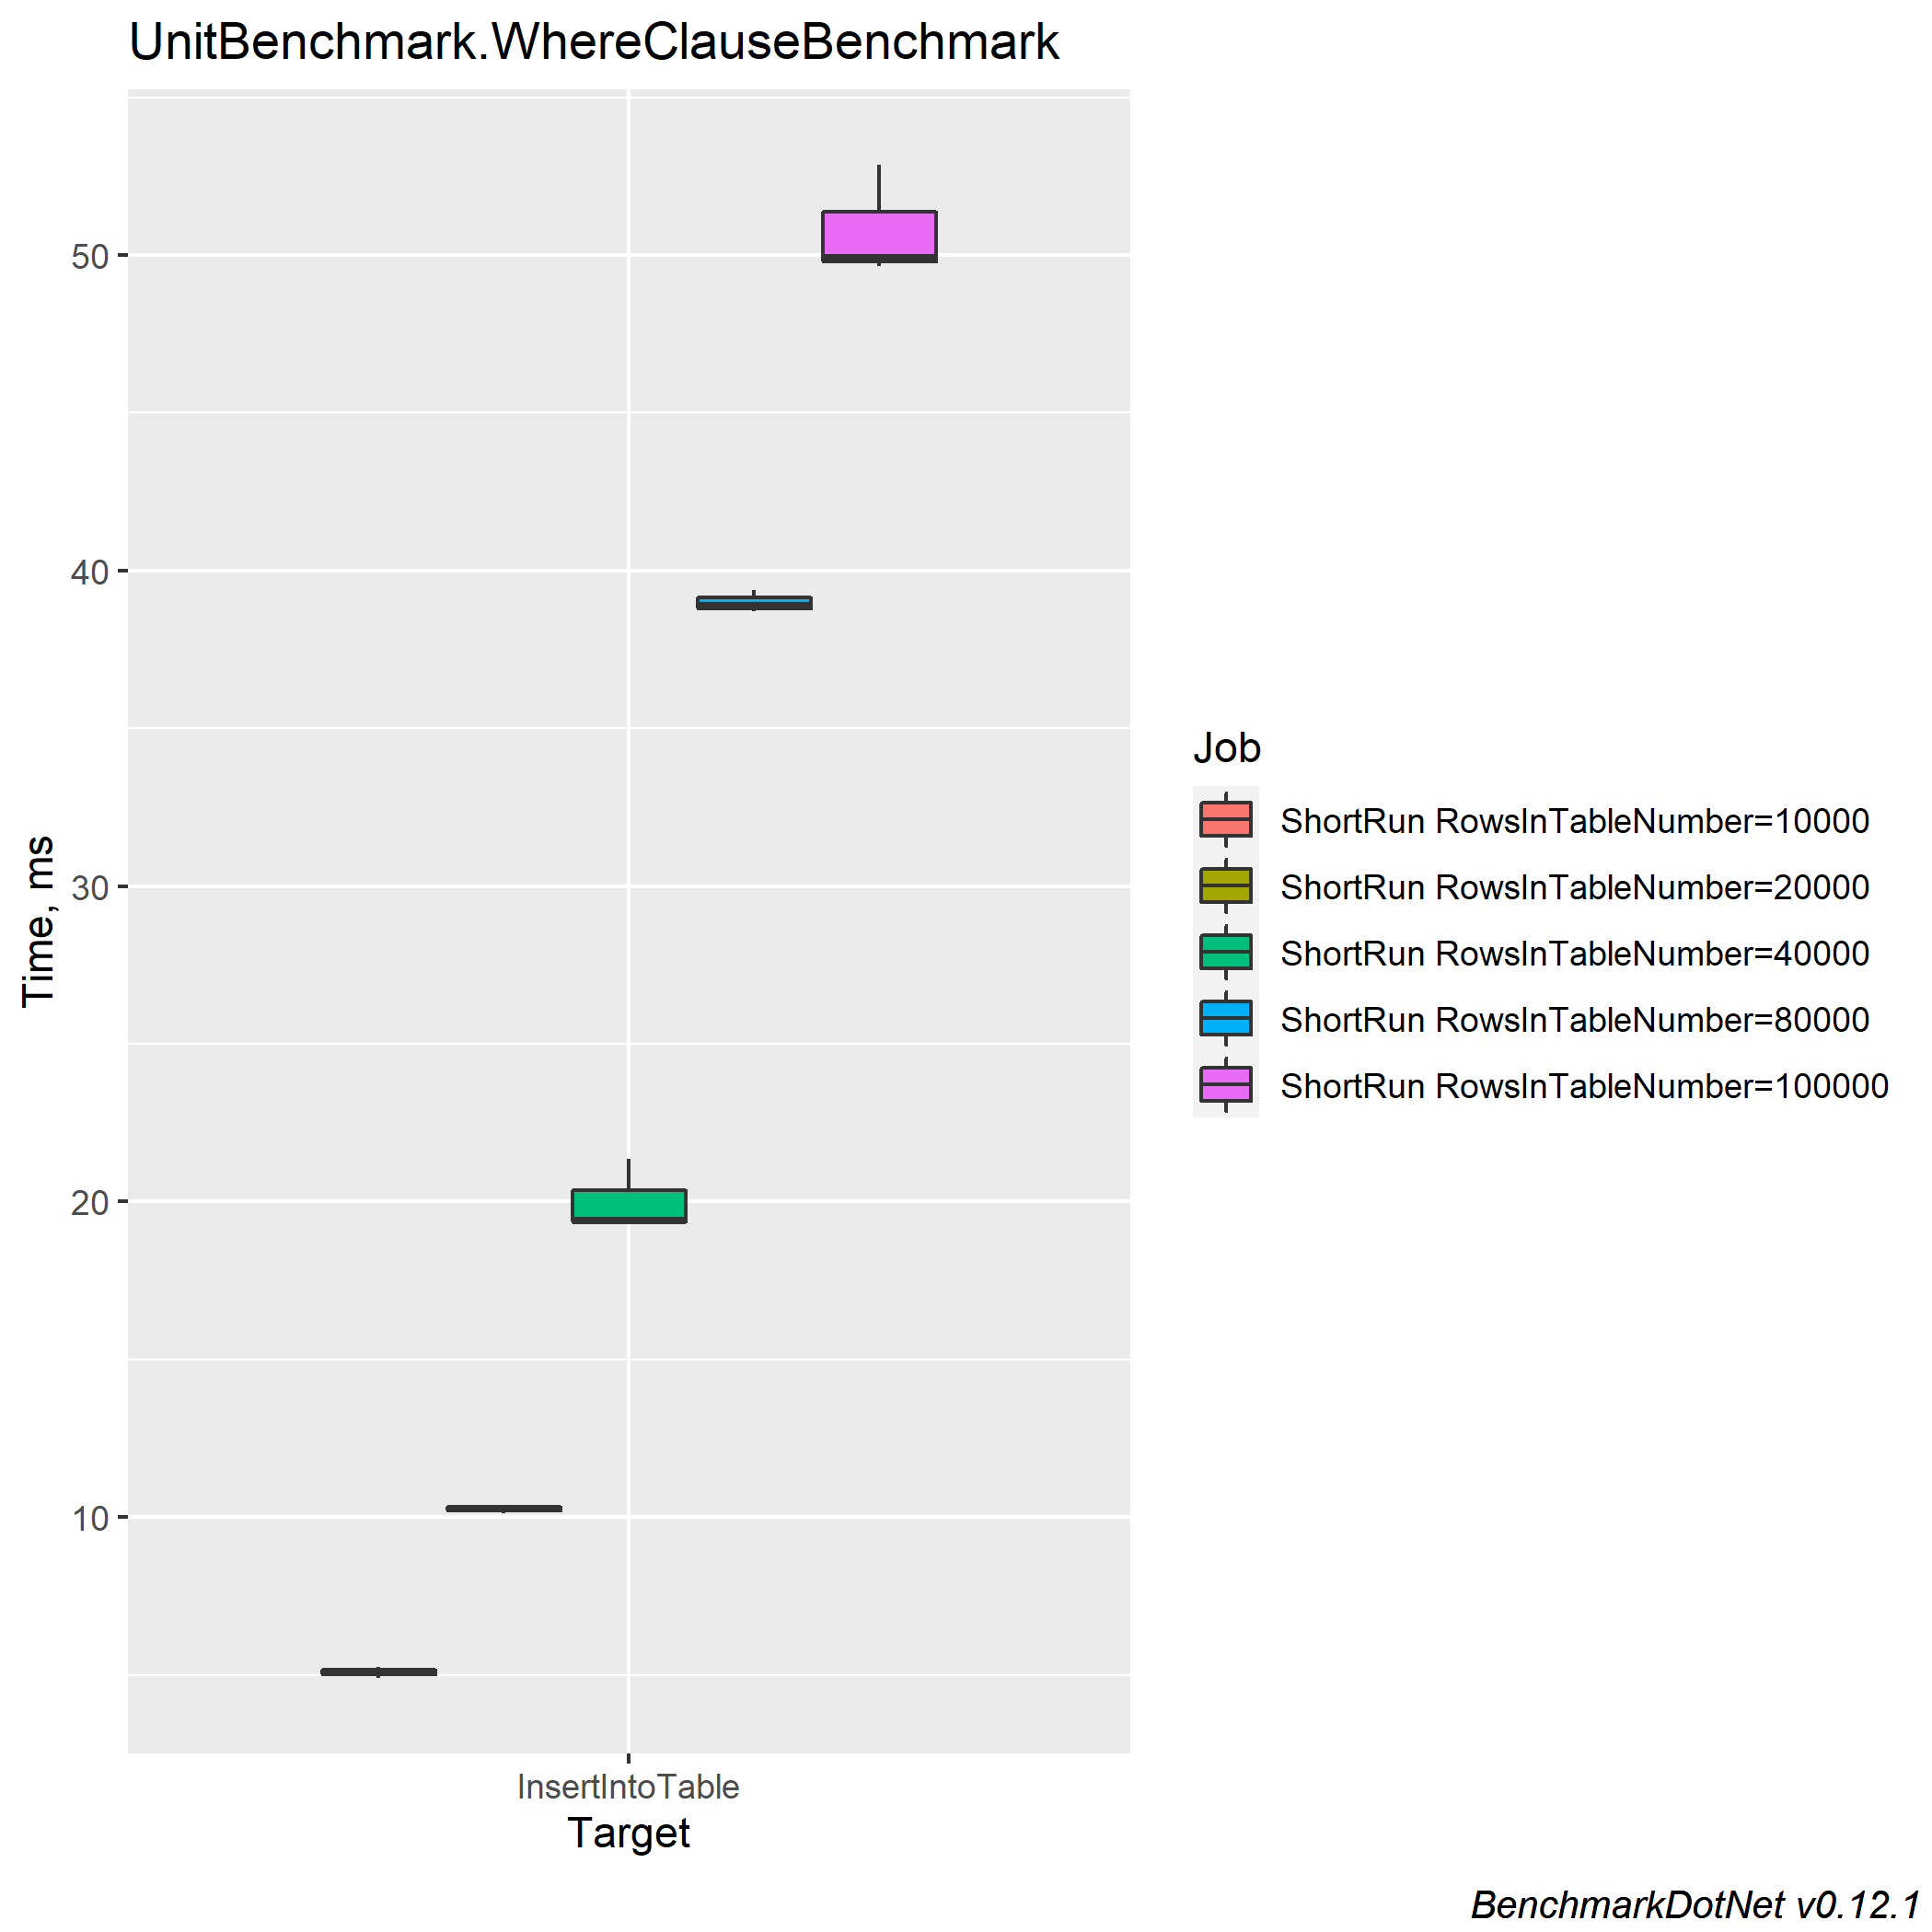 UnitBenchmark.WhereClauseBenchmark
50
40
30
20
10
Time, ms
InsertIntoTable
Target
Job
ShortRun RowsInTableNumber=10000
ShortRun RowsInTableNumber=20000
ShortRun RowsInTableNumber=40000
ShortRun RowsInTableNumber=80000
ShortRun RowsInTableNumber=100000
BenchmarkDotNet v0.12.1